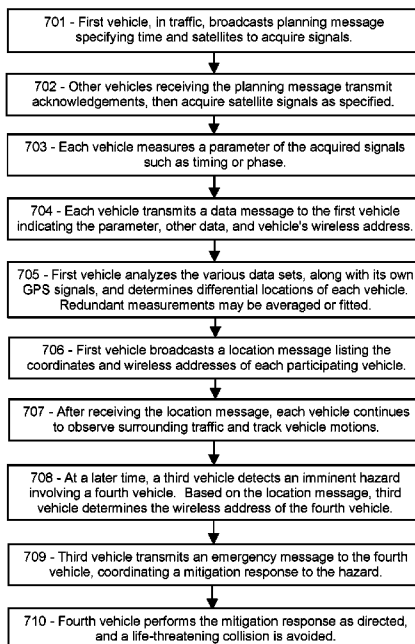 701 - First vehicle, in traffic, broadcasts planning message
specifying time and satellites to acquire signals.
702 - Other vehicles receiving the planning message transmit
acknowledgements, then acquire satellite signals as specified.
703 - Each vehicle measures a parameter of the acquired signals
such as timing or phase.
704 - Each vehicle transmits a data message to the first vehicle
indicating the parameter, other data, and vehicle's wireless address.
705 - First vehicle analyzes the various data sets, along with its own
GPS signals, and determines differential locations of each vehicle.
Redundant measurements may be averaged or fitted.
706 - First vehicle broadcasts a location message listing the
coordinates and wireless addresses of each participating vehicle.
707 - After receiving the location message, each vehicle continues
to observe surrounding traffic and track vehicle motions.
708 - At a later time, a third vehicle detects an imminent hazard
involving a fourth vehicle. Based on the location message, third
vehicle determines the wireless address of the fourth vehicle.
709 - Third vehicle transmits an emergency message to the fourth
vehicle, coordinating a mitigation response to the hazard.
710 - Fourth vehicle performs the mitigation response as directed,
and a life-threatening collision is avoided.